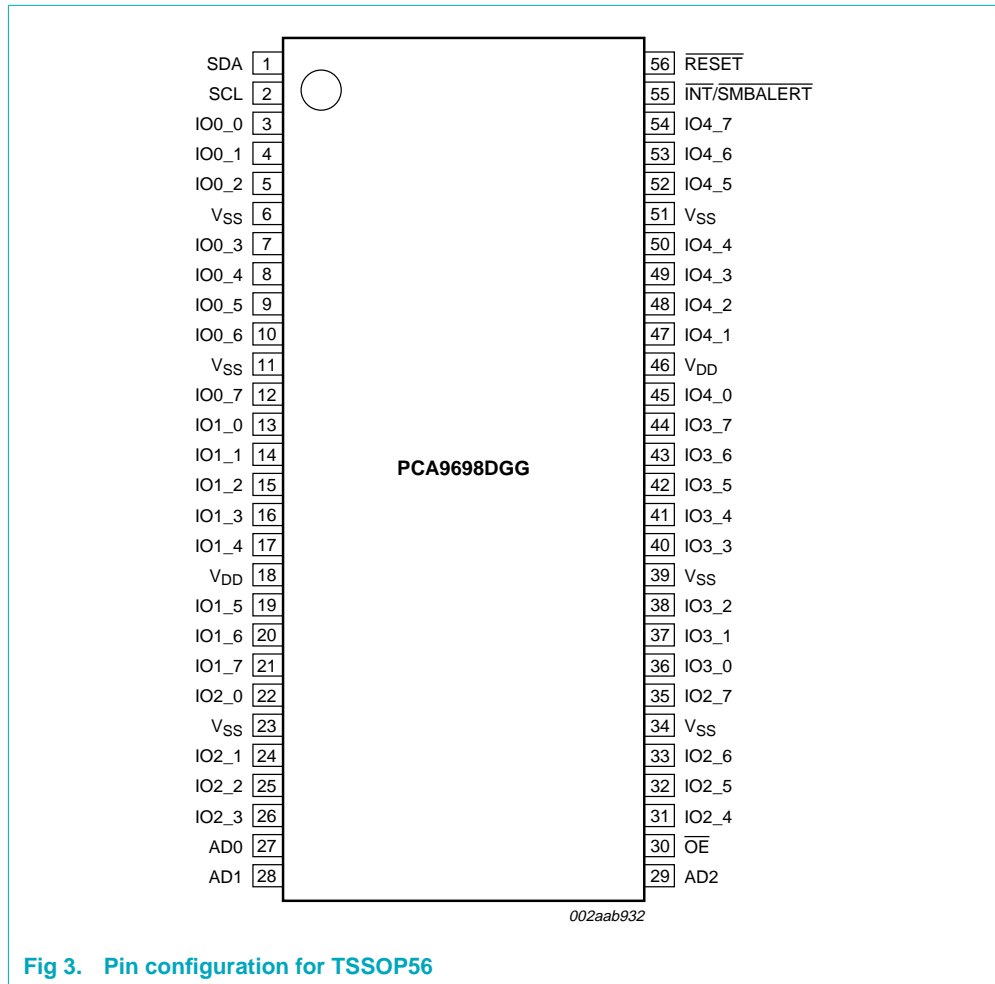 SDA 1 56 RESET
SCL 2 55 INT/SMBALERT
IO0_0 3 54 IO4_7
IO0_1 4 53 IO4_6
IO0_2 5 52 IO4_5
VSS 6 51 VSS
IO0_3 7 50 IO4_4
IO0_4 8 49 IO4_3
IO0_5 9 48 IO4_2
IO0_6 10 47 IO4_1
VSS 11 46 VDD
IO0_7 12 45 IO4_0
IO1_0 13 44 IO3_7
IO1_1 14 43 IO3_6
PCA9698DGG
IO1_2 15 42 IO3_5
IO1_3 16 41 IO3_4
IO1_4 17 40 IO3_3
VDD 18 39 VSS
IO1_5 19 38 IO3_2
IO1_6 20 37 IO3_1
IO1_7 21 36 IO3_0
IO2_0 22 35 IO2_7
VSS 23 34 VSS
IO2_1 24 33 IO2_6
IO2_2 25 32 IO2_5
IO2_3 26 31 IO2_4
AD0 27 30 OE
AD1 28 29 AD2
002aab932
Fig 3. Pin configuration for TSSOP56